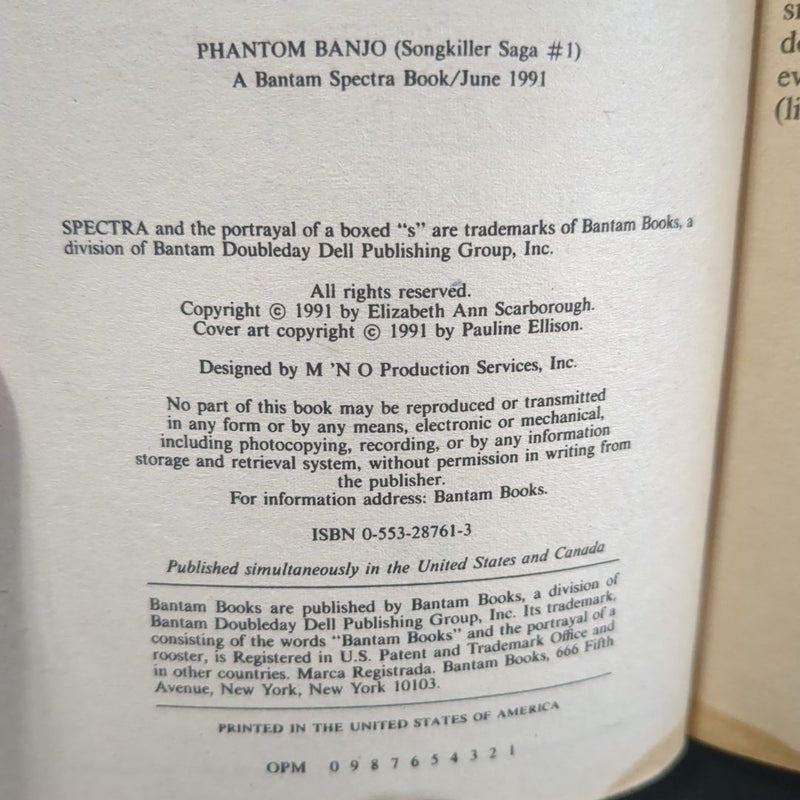 PHANTOM BANJO (Songkiller Saga #1)
A Bantam Spectra Book/June 1991
SPECTRA and the portrayal of a boxed "s" are trademarks of Bantam Books, a
division of Bantam Doubleday Dell Publishing Group, Inc.
All rights reserved.
Copyright © 1991 by Elizabeth Ann Scarborough.
Cover art copyright © 1991 by Pauline Ellison.
Designed by M 'N O Production Services, Inc.
No part of this book may be reproduced or transmitted
in any form or by any means, electronic or mechanical,
including photocopying, recording, or by any information
storage and retrieval system, without permission in writing from
the publisher.
For information address: Bantam Books.
ISBN 0-553-28761-3
Published simultaneously in the United States and Canada
Bantam Books are published by Bantam Books, a division of
Bantam Doubleday Dell Publishing Group, Inc. Its trademark,
consisting of the words "Bantam Books" and the portrayal of a
rooster, is Registered in U.S. Patent and Trademark Office and
in other countries. Marca Registrada. Bantam Books, 666 Fifth
Avenue, New York, New York 10103.
PRINTED IN THE UNITED STATES OF AMERICA
OPM 0 9 8 7 6 5 4 3 2 1